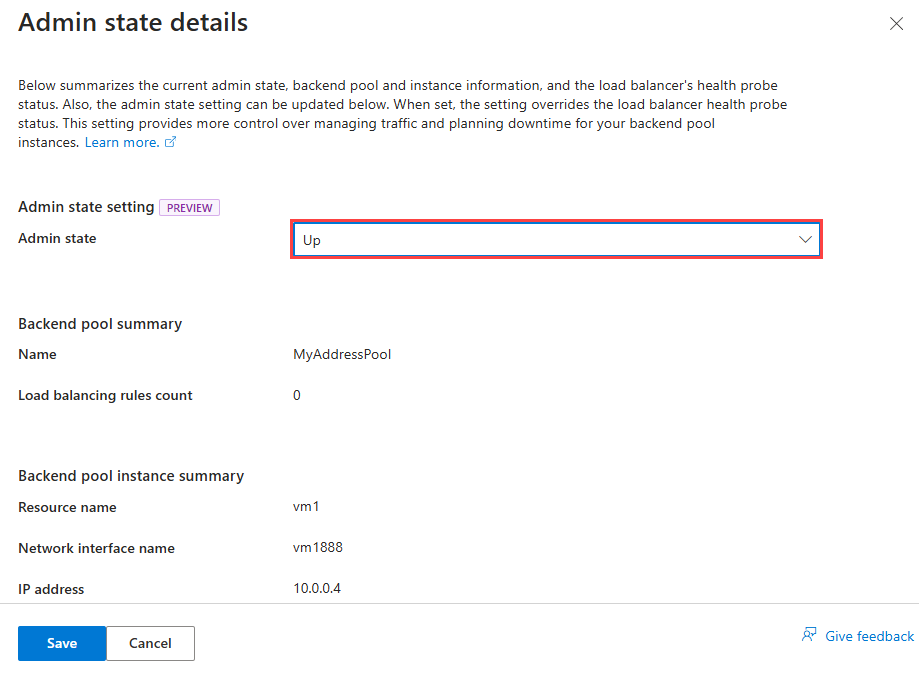 Admin state details
Below summarizes the current admin state, backend pool and instance information, and the load balancer's health probe
status. Also, the admin state setting can be updated below. When set, the setting overrides the load balancer health probe
status. This setting provides more control over managing traffic and planning downtime for your backend pool
instances. Learn more.
Admin state setting PREVIEW
Admin state Up
Backend pool summary
Name MyAddressPool
Load balancing rules count 0
Backend pool instance summary
Resource name vm1
Network interface name vm1888
IP address 10.0.0.4
Save Cancel Give feedback